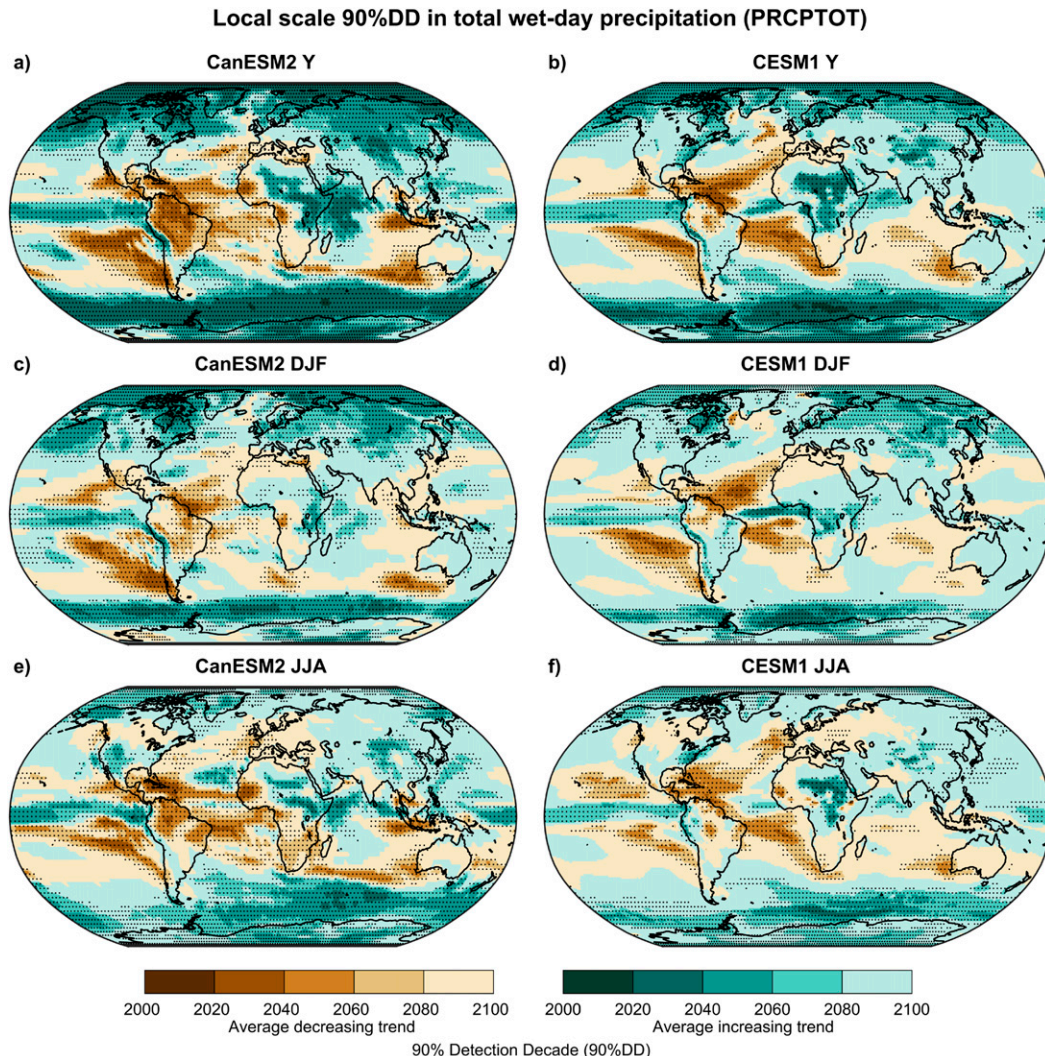 Local scale 90%DD in total wet-day precipitation (PRCPTOT)
a) CanESM2 Y
b) CESM1 Y
c) CanESM2 DJF
d) CESM1 DJF
e) CanESM2 JJA
f) CESM1 JJA
2000 2020 2040 2060 2080 2100
Average decreasing trend
2000 2020 2040 2060 2080 2100
Average increasing trend
90% Detection Decade (90%DD)